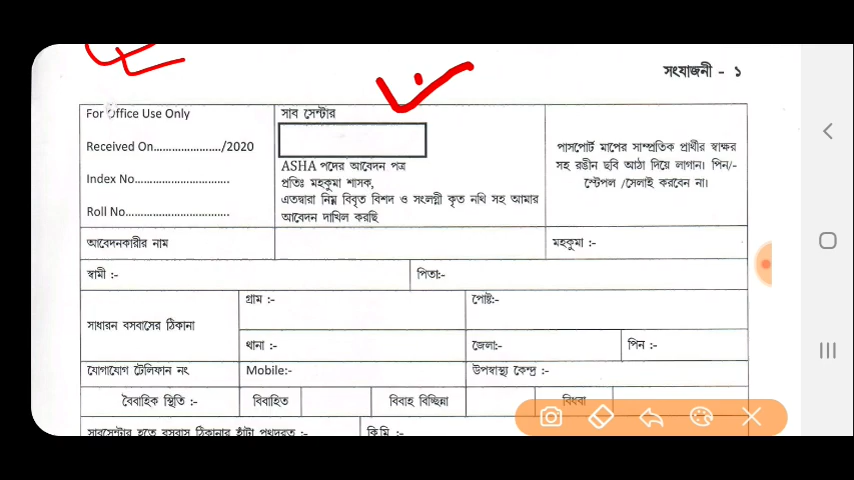 সংযাজনী - ১
For Office Use Only
Received On...................../2020
Index No..............................
Roll No.................................
সাব সেন্টার
ASHA পদের আবেদন পত্র
প্রতিঃ মহকুমা শাসক,
এতদ্বারা নিম্ন বিবৃত বিশদ ও সংলগ্নী কৃত নথি সহ আমার
আবেদন দাখিল করছি
পাসপোর্ট মাপের সাম্প্রতিক প্রার্থীর স্বাক্ষর
সহ রঙীন ছবি আঠা দিয়ে লাগান। পিন/-
স্টেপল /সেলাই করবেন না।
আবেদনকারীর নাম
মহকুমা :-
স্বামী :-
পিতা:-
সাধারন বসবাসের ঠিকানা
গ্রাম :-
পোষ্ট:-
থানা :-
জেলা:-
পিন :-
যোগাযোগ টেলিফান নং
Mobile:-
উপস্বাস্থ্য কেন্দ্র :-
বৈবাহিক স্থিতি :-
বিবাহিত
বিবাহ বিচ্ছিন্না
বিধবা
সাবসেন্টার হতে বসবাস ঠিকানার হাঁটা পথদূরত্ব :-
কি.মি :-